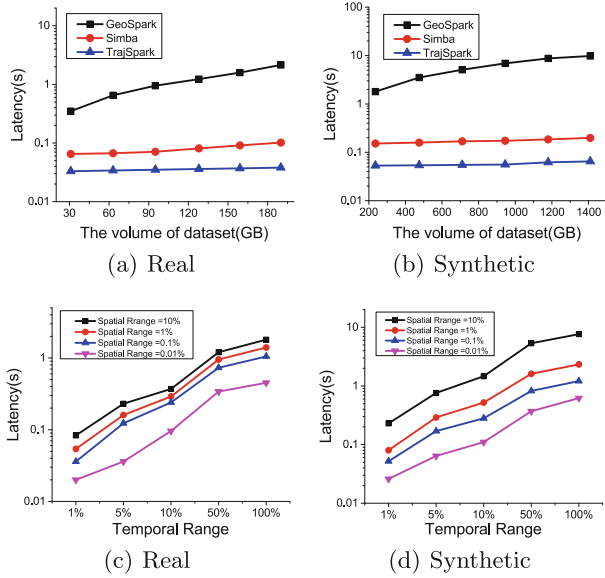 GeoSpark
Simba
TrajSpark
10
1
0.1
0.01
Latency(s)
30 60 90 120 150 180
The volume of dataset(GB)
(a) Real
GeoSpark
Simba
TrajSpark
100
10
1
0.1
0.01
Latency(s)
200 400 600 800 1000 1200 1400
The volume of dataset(GB)
(b) Synthetic
Spatial Rrange =10%
Spatial Range =1%
Spatial Range=0.1%
Spatial Range =0.01%
1
0.1
0.01
Latency(s)
1% 5% 10% 50% 100%
Temporal Range
(c) Real
Spatial Rrange =10%
Spatial Range =1%
Spatial Range=0.1%
Spatial Range =0.01%
10
1
0.1
0.01
Latency(s)
1% 5% 10% 50% 100%
Temporal Range
(d) Synthetic